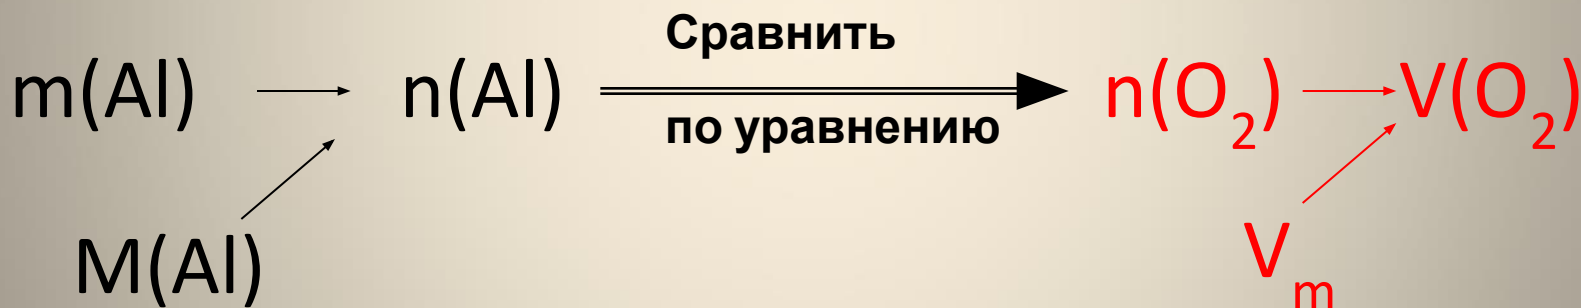 Сравнить
m(Al) n(Al) n(O₂) V(O₂)
по уравнению
M(Al) Vₘ